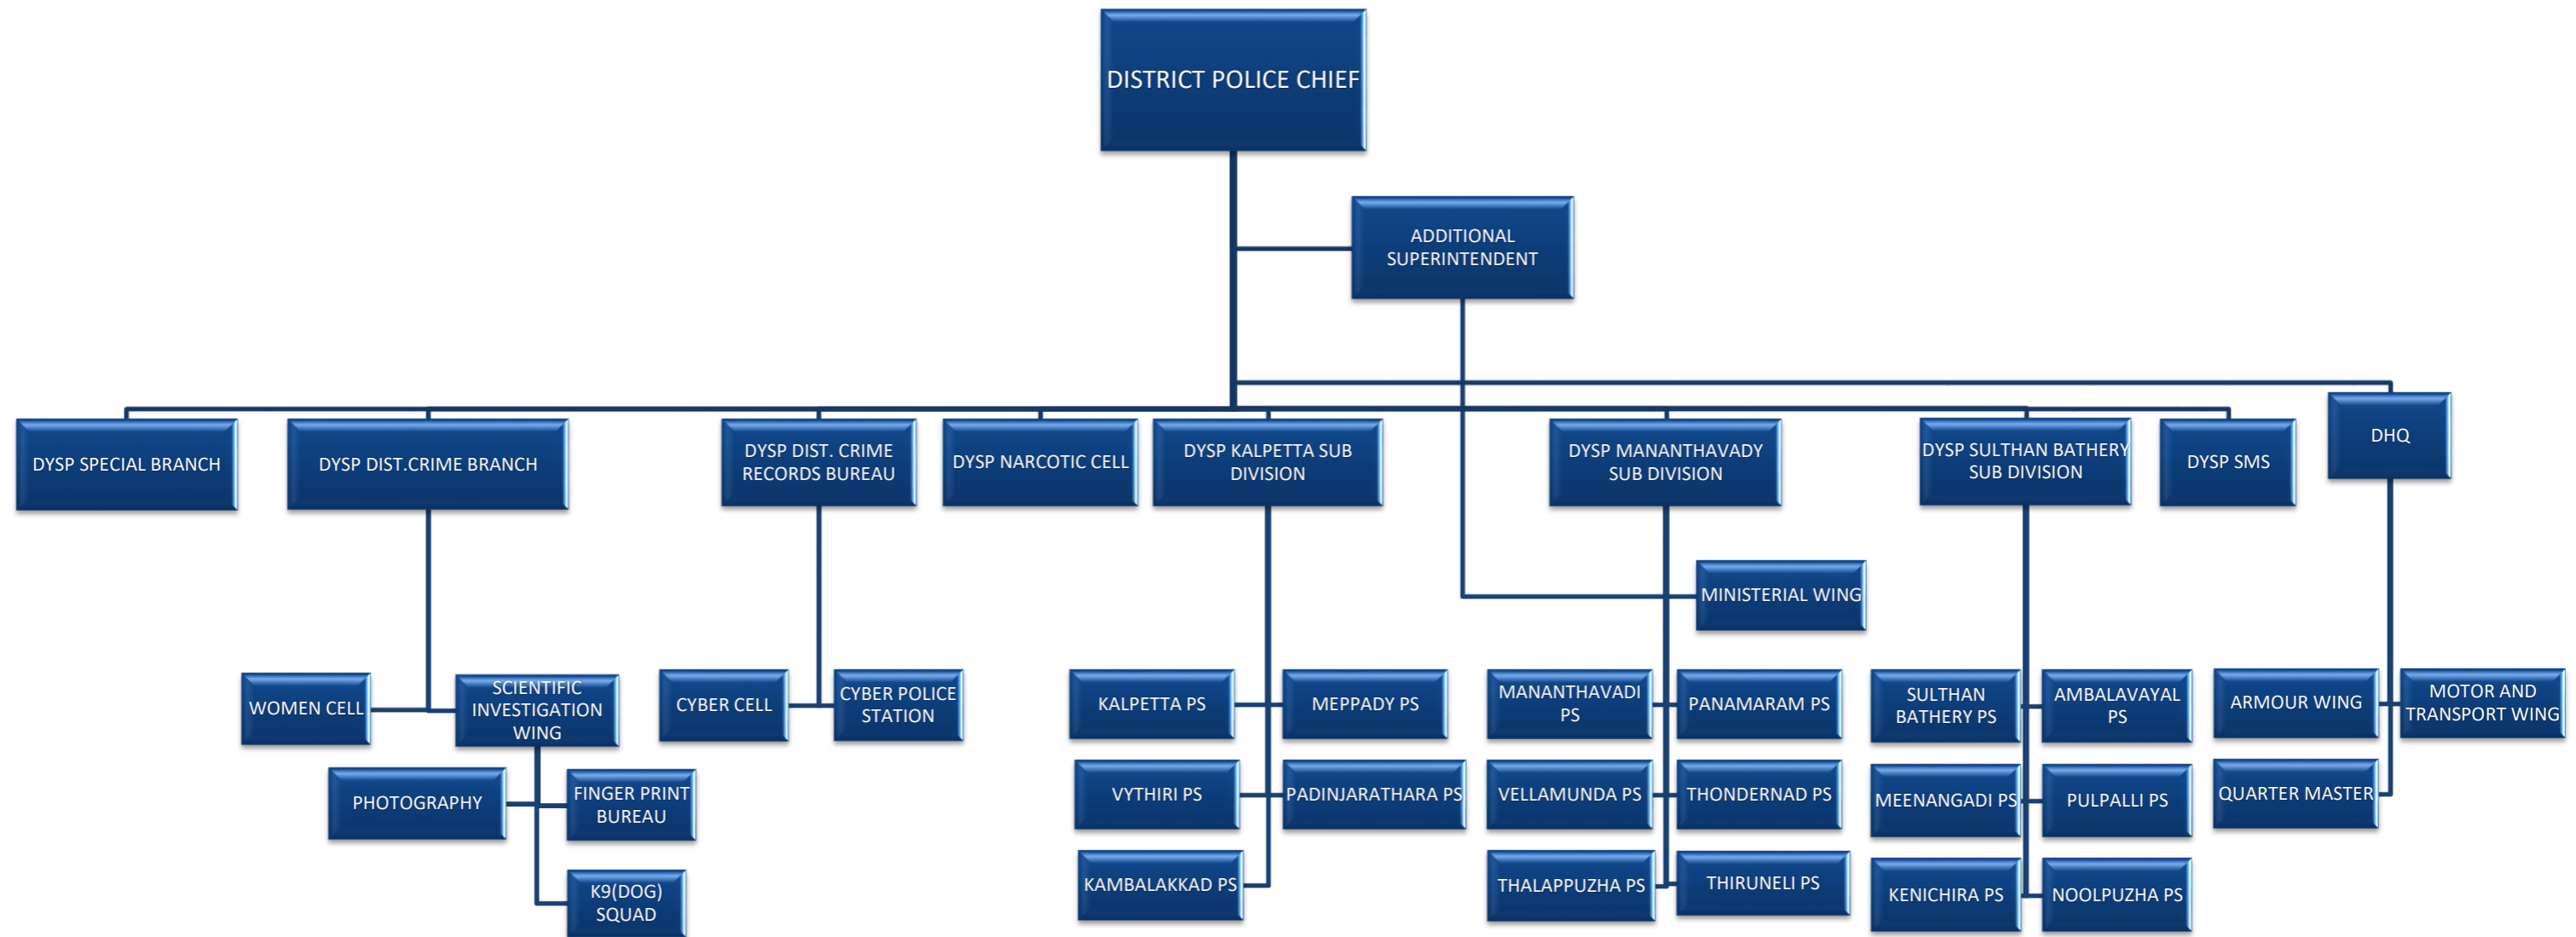 DISTRICT POLICE CHIEF
ADDITIONAL
SUPERINTENDENT
DYSP SPECIAL BRANCH
DYSP DIST.CRIME BRANCH
DYSP DIST. CRIME
RECORDS BUREAU
DYSP NARCOTIC CELL
DYSP KALPETTA SUB
DIVISION
DYSP MANANTHAVADY
SUB DIVISION
DYSP SULTHAN BATHERY
SUB DIVISION
DYSP SMS
DHQ
MINISTERIAL WING
WOMEN CELL
SCIENTIFIC
INVESTIGATION
WING
PHOTOGRAPHY
FINGER PRINT
BUREAU
K9(DOG)
SQUAD
CYBER CELL
CYBER POLICE
STATION
KALPETTA PS
MEPPADY PS
VYTHIRI PS
PADINJARATHARA PS
KAMBALAKKAD PS
MANANTHAVADI
PS
PANAMARAM PS
VELLAMUNDA PS
THONDERNAD PS
THALAPPUZHA PS
THIRUNELI PS
SULTHAN
BATHERY PS
AMBALAVAYAL
PS
MEENANGADI PS
PULPALLI PS
KENICHIRA PS
NOOLPUZHA PS
ARMOUR WING
MOTOR AND
TRANSPORT WING
QUARTER MASTER